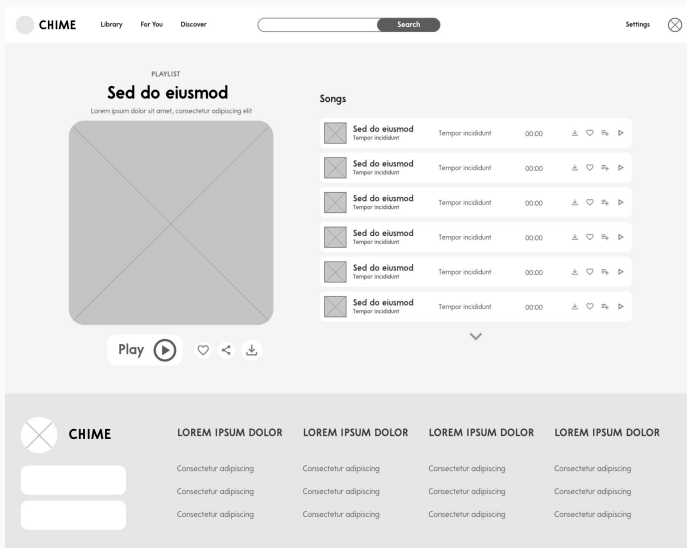 CHIME Library For You Discover Search Settings
PLAYLIST
Sed do eiusmod
Lorem ipsum dolor sit amet, consectetur adipiscing elit
Play
Songs
Sed do eiusmod
Tempor incididunt
Tempor incididunt
00:00
Sed do eiusmod
Tempor incididunt
Tempor incididunt
00:00
Sed do eiusmod
Tempor incididunt
Tempor incididunt
00:00
Sed do eiusmod
Tempor incididunt
Tempor incididunt
00:00
Sed do eiusmod
Tempor incididunt
Tempor incididunt
00:00
Sed do eiusmod
Tempor incididunt
Tempor incididunt
00:00
CHIME
LOREM IPSUM DOLOR
Consectetur adipiscing
Consectetur adipiscing
Consectetur adipiscing
LOREM IPSUM DOLOR
Consectetur adipiscing
Consectetur adipiscing
Consectetur adipiscing
LOREM IPSUM DOLOR
Consectetur adipiscing
Consectetur adipiscing
Consectetur adipiscing
LOREM IPSUM DOLOR
Consectetur adipiscing
Consectetur adipiscing
Consectetur adipiscing